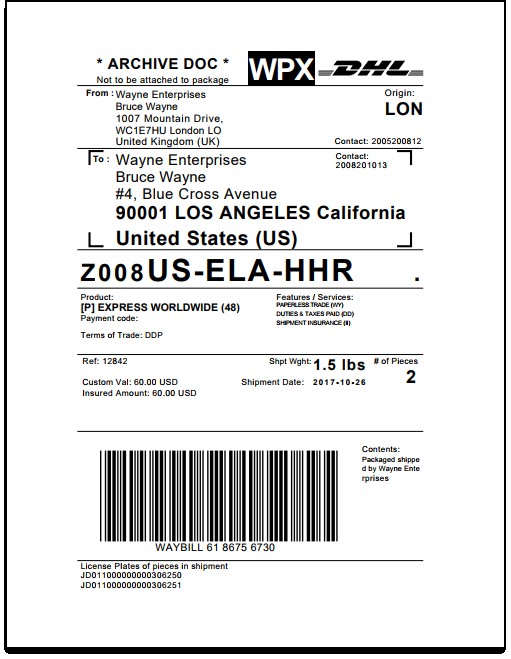 * ARCHIVE DOC *
Not to be attached to package
WPX
DHL
From : Wayne Enterprises
Bruce Wayne
1007 Mountain Drive,
WC1E7HU London LO
United Kingdom (UK)
Origin:
LON
Contact: 2005200812
To : Wayne Enterprises
Bruce Wayne
#4, Blue Cross Avenue
90001 LOS ANGELES California
United States (US)
Contact:
2008201013
Z008 US-ELA-HHR .
Product:
[P] EXPRESS WORLDWIDE (48)
Payment code:
Terms of Trade: DDP
Features / Services:
PAPERLESS TRADE (WY)
DUTIES & TAXES PAID (DD)
SHIPMENT INSURANCE (II)
Ref: 12842
Shpt Wght: 1.5 lbs
# of Pieces
2
Custom Val: 60.00 USD
Insured Amount: 60.00 USD
Shipment Date: 2017-10-26
Contents:
Packaged shippe
d by Wayne Ente
rprises
WAYBILL 61 8675 6730
License Plates of pieces in shipment
JD011000000000306250
JD011000000000306251